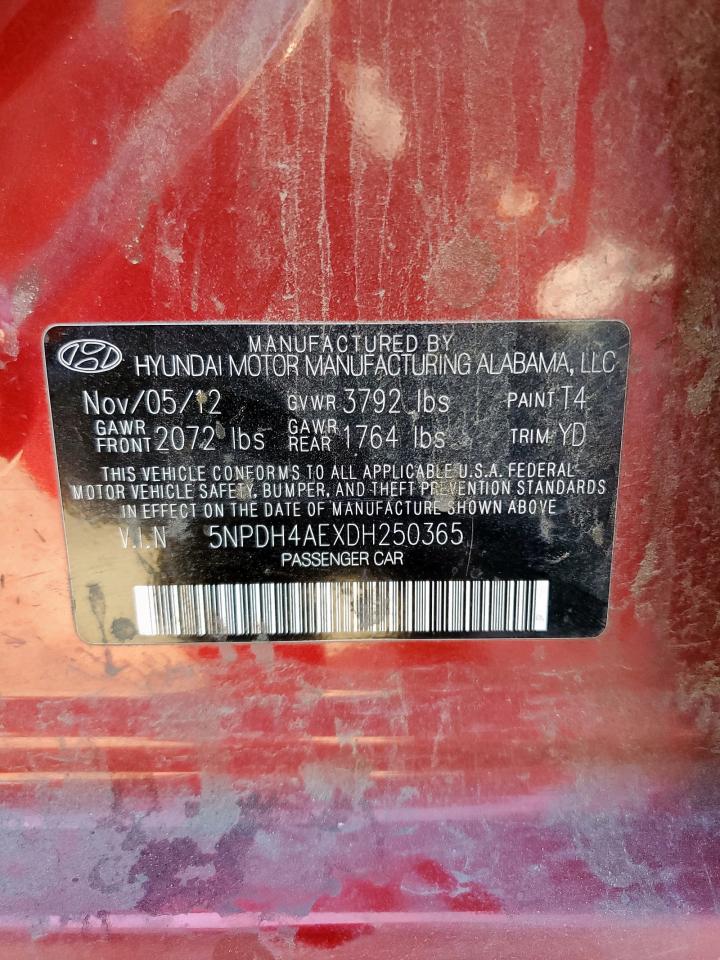 MANUFACTURED BY
HYUNDAI MOTOR MANUFACTURING ALABAMA, LLC
Nov/05/12 GVWR 3792 lbs PAINT T4
GAWR FRONT 2072 lbs GAWR REAR 1764 lbs TRIM YD
THIS VEHICLE CONFORMS TO ALL APPLICABLE U.S.A. FEDERAL
MOTOR VEHICLE SAFETY, BUMPER, AND THEFT PREVENTION STANDARDS
IN EFFECT ON THE DATE OF MANUFACTURE SHOWN ABOVE
V.I.N 5NPDH4AEXDH250365
PASSENGER CAR